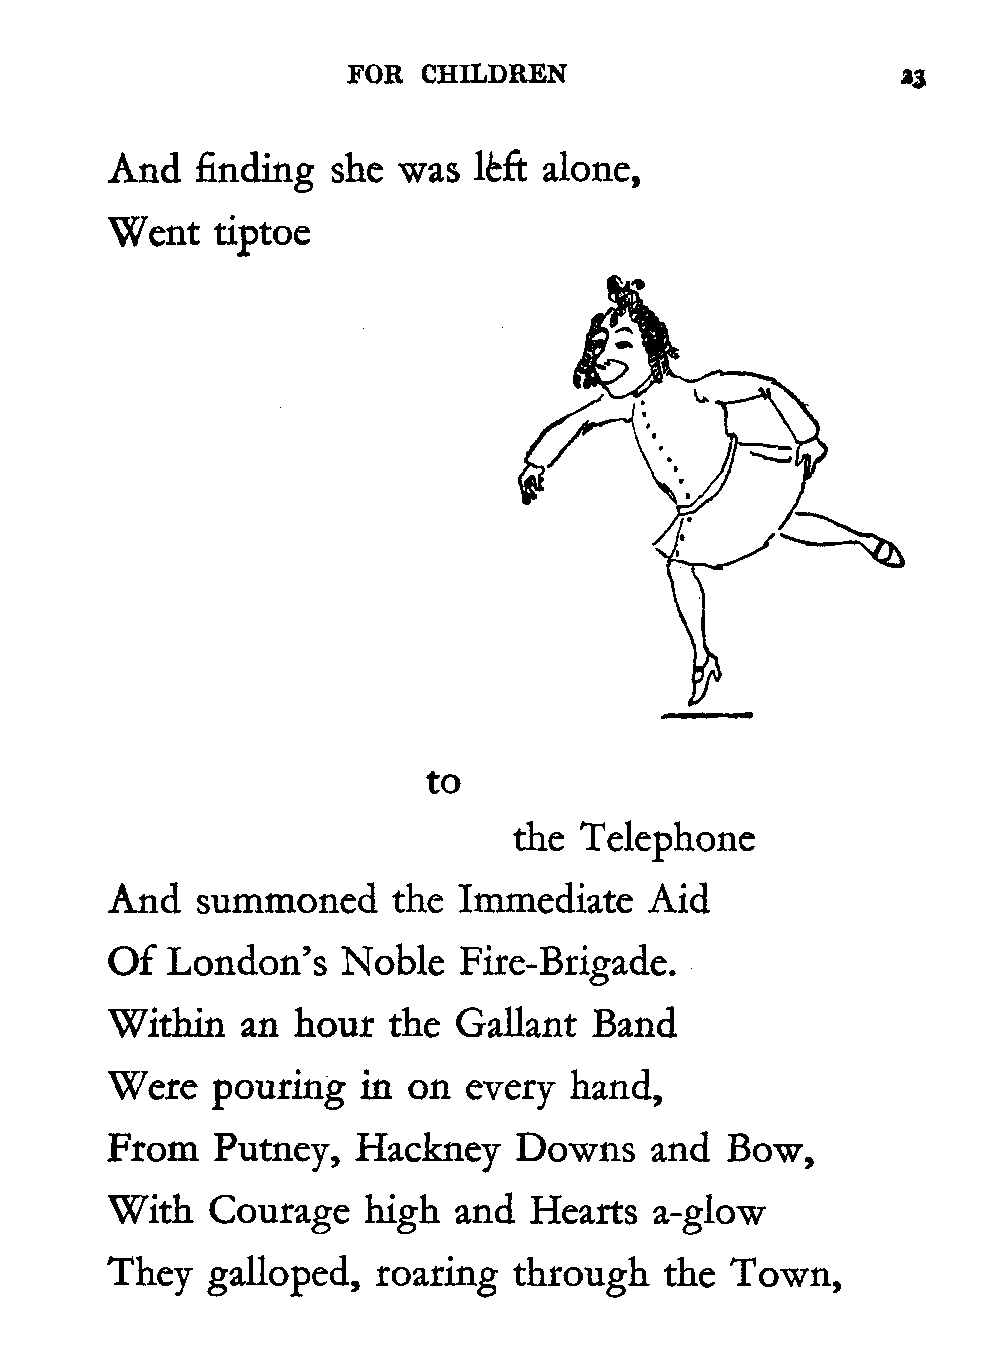 FOR CHILDREN 23
And finding she was left alone,
Went tiptoe
to
the Telephone
And summoned the Immediate Aid
Of London's Noble Fire-Brigade.
Within an hour the Gallant Band
Were pouring in on every hand,
From Putney, Hackney Downs and Bow,
With Courage high and Hearts a-glow
They galloped, roaring through the Town,